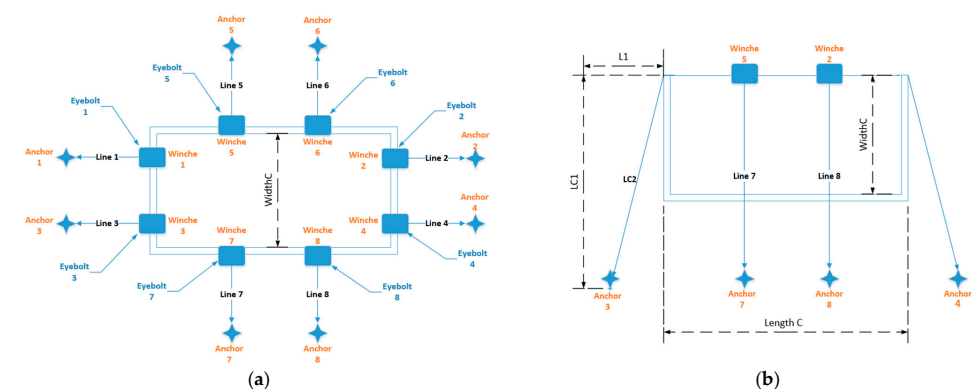 Anchor
5
Anchor
6
Eyebolt
5
Line 5
Line 6
Eyebolt
6
Eyebolt
1
Eyebolt
2
Anchor
1
Line 1
Winche
1
Winche
5
Winche
6
Winche
2
Line 2
Anchor
2
WidthC
Anchor
3
Line 3
Winche
3
Winche
7
Winche
8
Winche
4
Line 4
Anchor
4
Eyebolt
3
Eyebolt
7
Line 7
Line 8
Eyebolt
8
Eyebolt
4
Anchor
7
Anchor
8
(a)
L1
Winche
5
Winche
2
LC1
LC2
Line 7
Line 8
WidthC
Anchor
3
Anchor
7
Anchor
8
Anchor
4
Length C
(b)